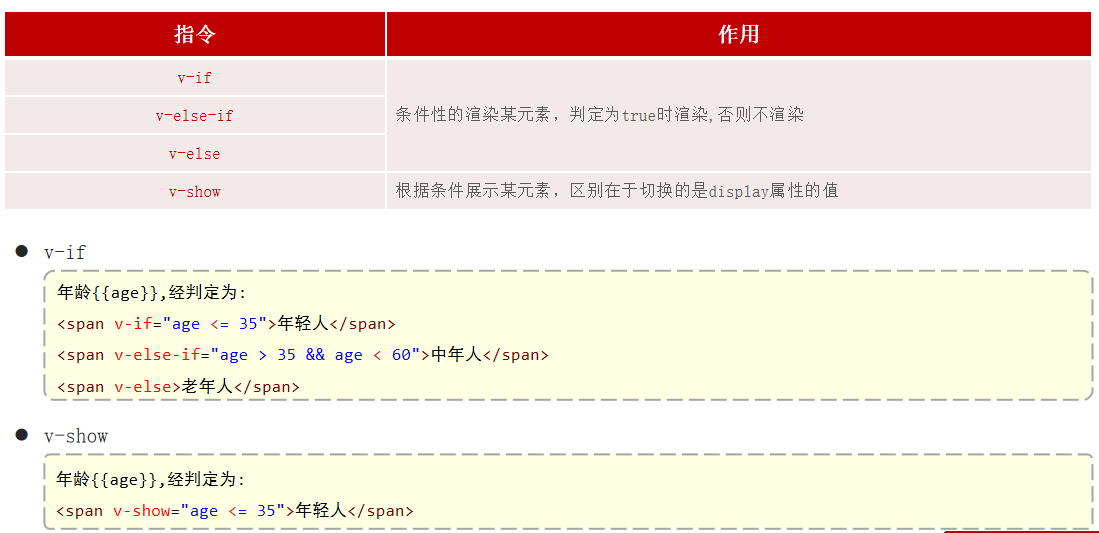 指令 作用
v-if
v-else-if 条件性的渲染某元素，判定为true时渲染,否则不渲染
v-else
v-show 根据条件展示某元素，区别在于切换的是display属性的值
● v-if
年龄{{age}},经判定为:
<span v-if="age <= 35">年轻人</span>
<span v-else-if="age > 35 && age < 60">中年人</span>
<span v-else>老年人</span>
● v-show
年龄{{age}},经判定为:
<span v-show="age <= 35">年轻人</span>